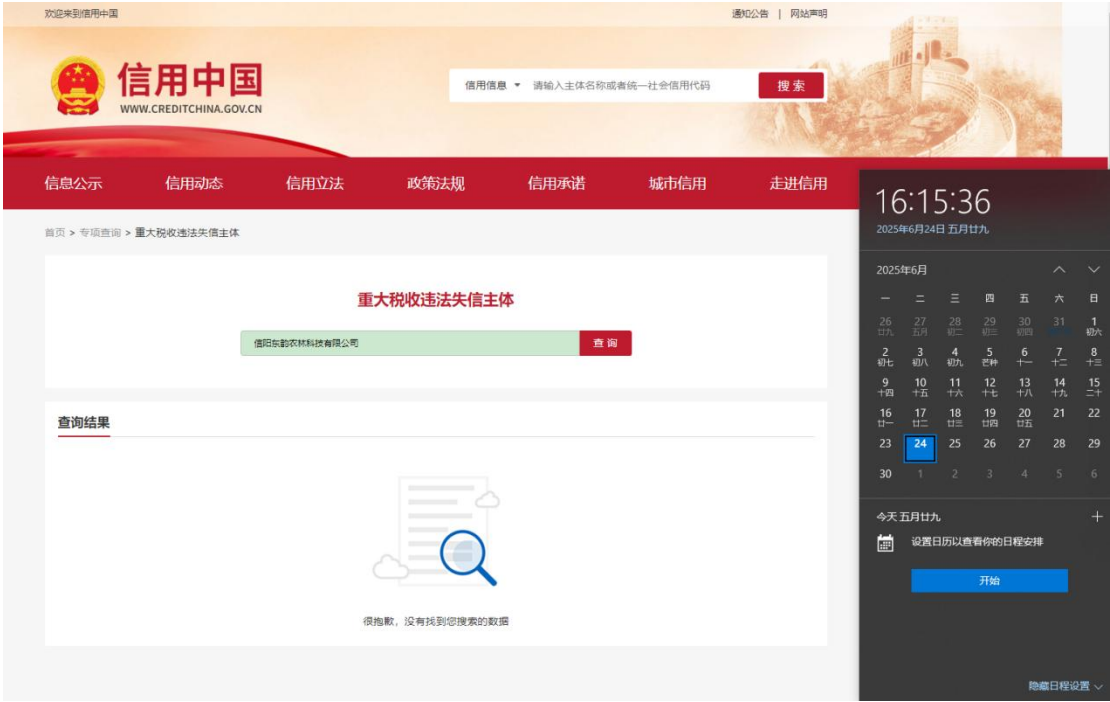 欢迎来到信用中国
通知公告 | 网站声明
信用中国
WWW.CREDITCHINA.GOV.CN
信用信息 请输入主体名称或者统一社会信用代码 搜索
信息公示 信用动态 信用立法 政策法规 信用承诺 城市信用 走进信用
首页 > 专项查询 > 重大税收违法失信主体
重大税收违法失信主体
信阳东韵农林科技有限公司 查询
查询结果
很抱歉,没有找到您搜索的数据
16:15:36
2025年6月24日 五月廿九
2025年6月
一 二 三 四 五 六 日
26 27 28 29 30 31 1
廿九 五月 初二 初三 初四 初六
2 3 4 5 6 7 8
初七 初八 初九 芒种 十一 十二 十三
9 10 11 12 13 14 15
十四 十五 十六 十七 十八 十九 二十
16 17 18 19 20 21 22
廿一 廿二 廿三 廿四 廿五
23 24 25 26 27 28 29
30 1 2 3 4 5 6
今天 五月廿九
设置日历以查看你的日程安排
开始
隐藏日程设置